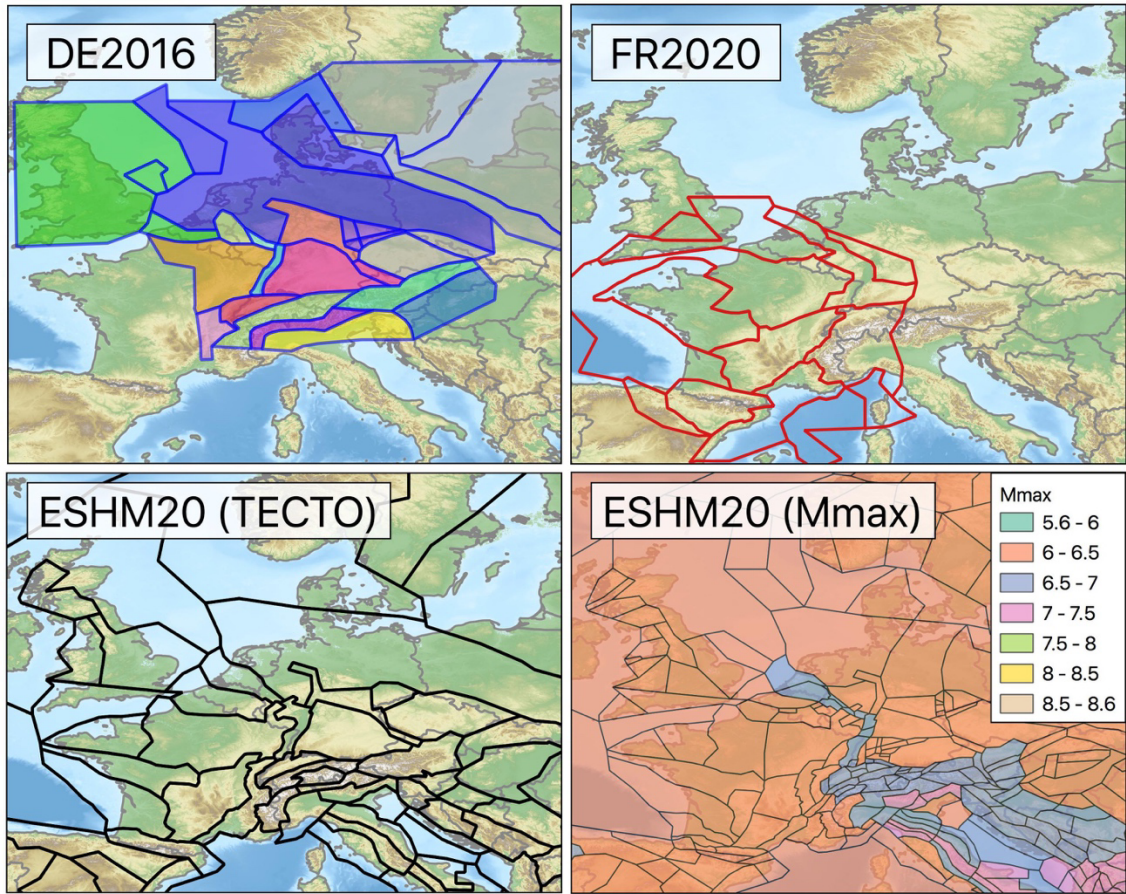 DE2016
FR2020
ESHM20 (TECTO)
ESHM20 (Mmax)
Mmax
5.6 - 6
6 - 6.5
6.5 - 7
7 - 7.5
7.5 - 8
8 - 8.5
8.5 - 8.6